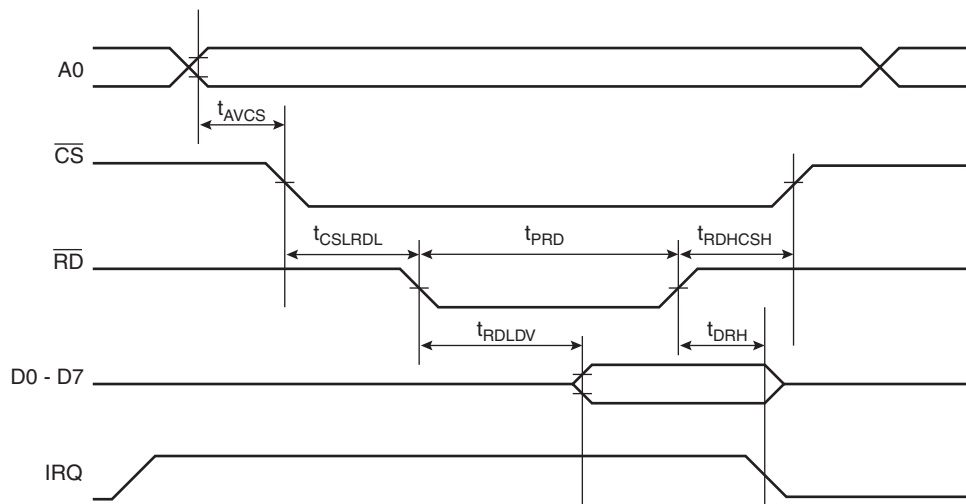 A0
tAVCS
CS
tCSLRDL tPRD tRDHCSH
RD
tRDLDV tDRH
D0 - D7
IRQ